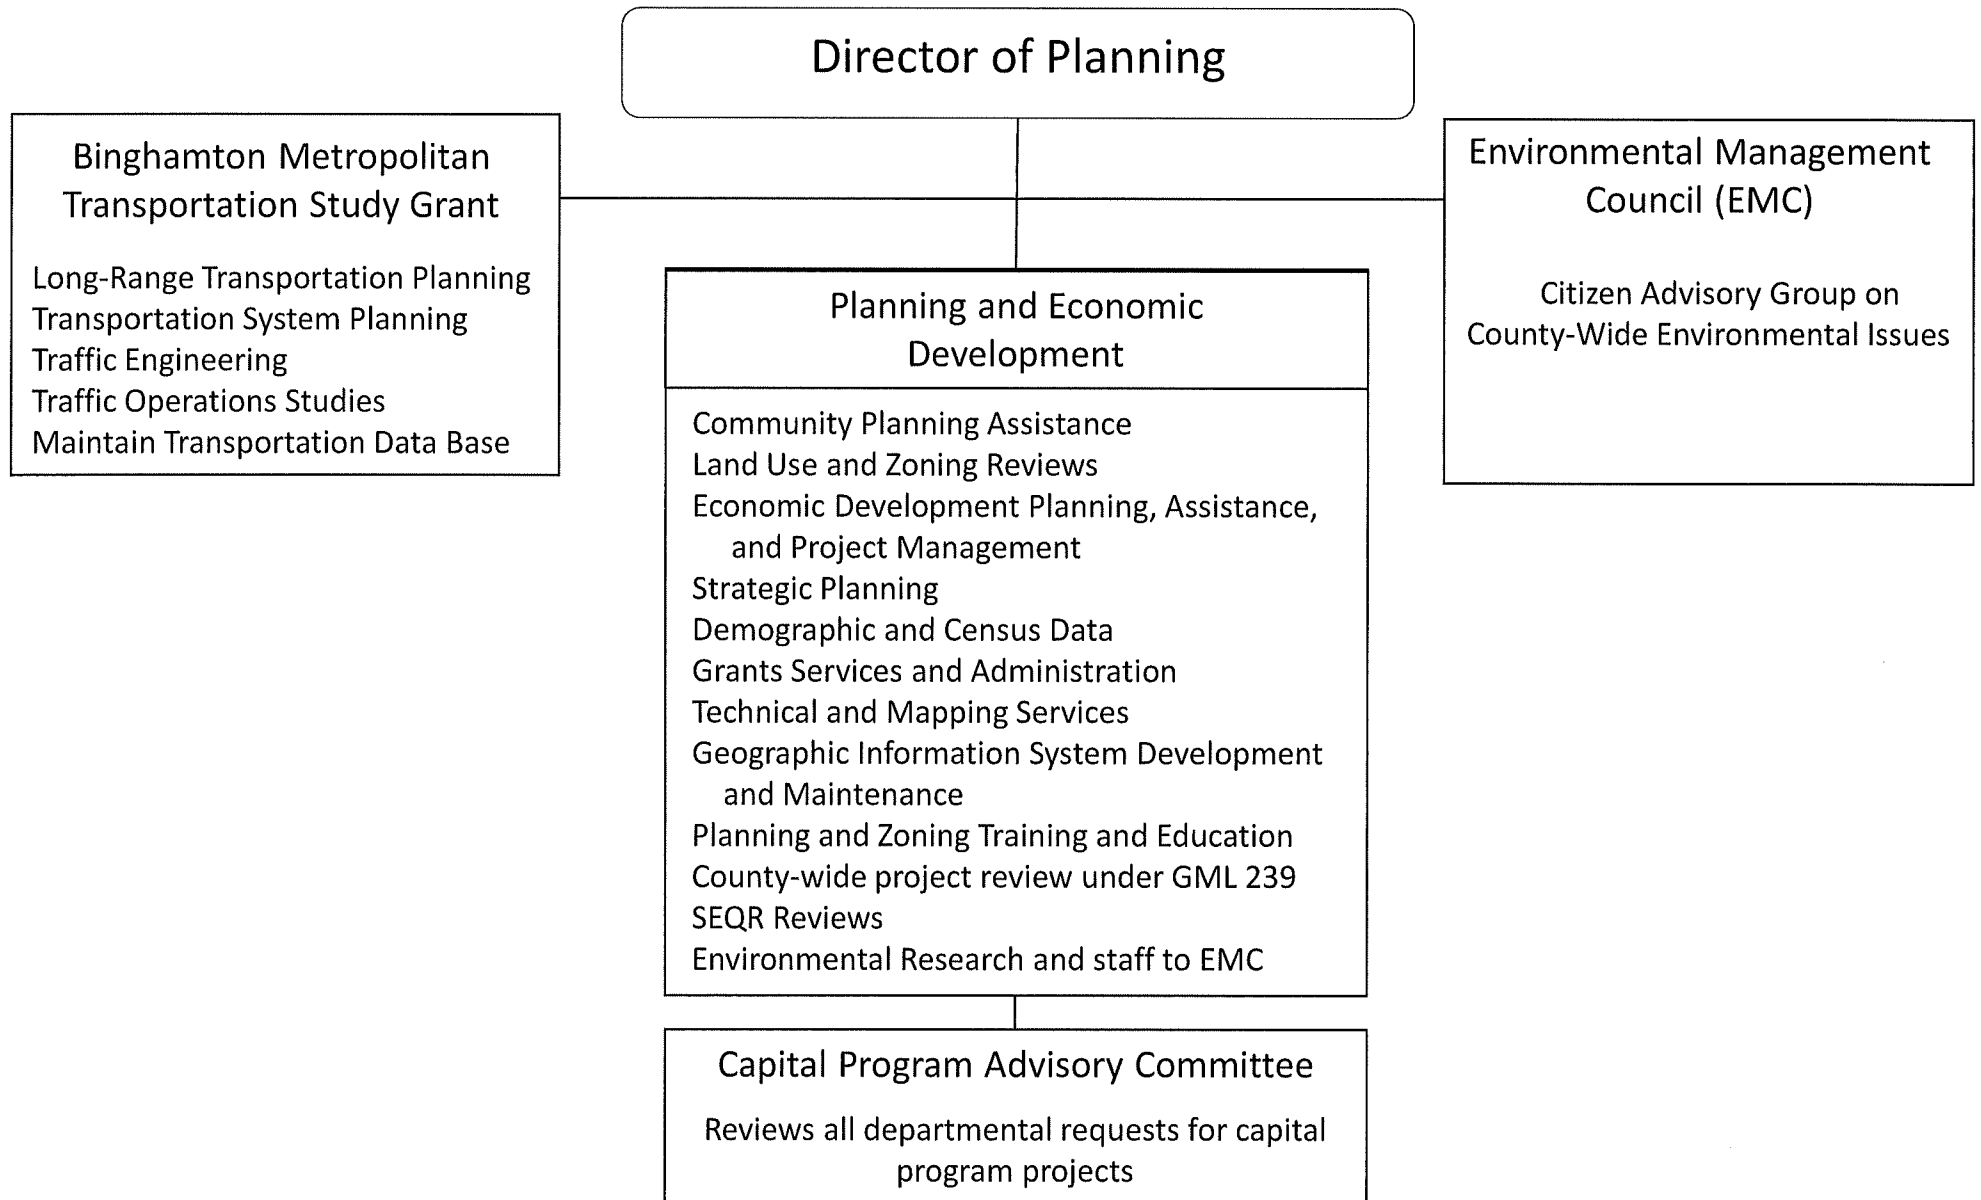 Director of Planning
Binghamton Metropolitan
Transportation Study Grant
Long-Range Transportation Planning
Transportation System Planning
Traffic Engineering
Traffic Operations Studies
Maintain Transportation Data Base
Environmental Management
Council (EMC)
Citizen Advisory Group on
County-Wide Environmental Issues
Planning and Economic
Development
Community Planning Assistance
Land Use and Zoning Reviews
Economic Development Planning, Assistance,
and Project Management
Strategic Planning
Demographic and Census Data
Grants Services and Administration
Technical and Mapping Services
Geographic Information System Development
and Maintenance
Planning and Zoning Training and Education
County-wide project review under GML 239
SEQR Reviews
Environmental Research and staff to EMC
Capital Program Advisory Committee
Reviews all departmental requests for capital
program projects